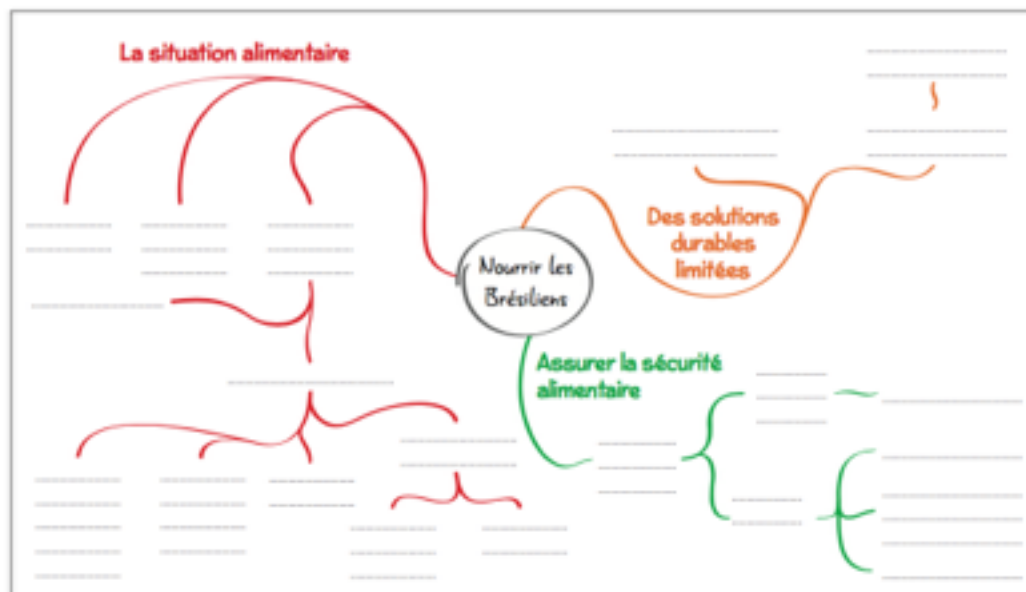 La situation alimentaire
Des solutions
durables
limitées
Nourrir les
Brésiliens
Assurer la sécurité
alimentaire